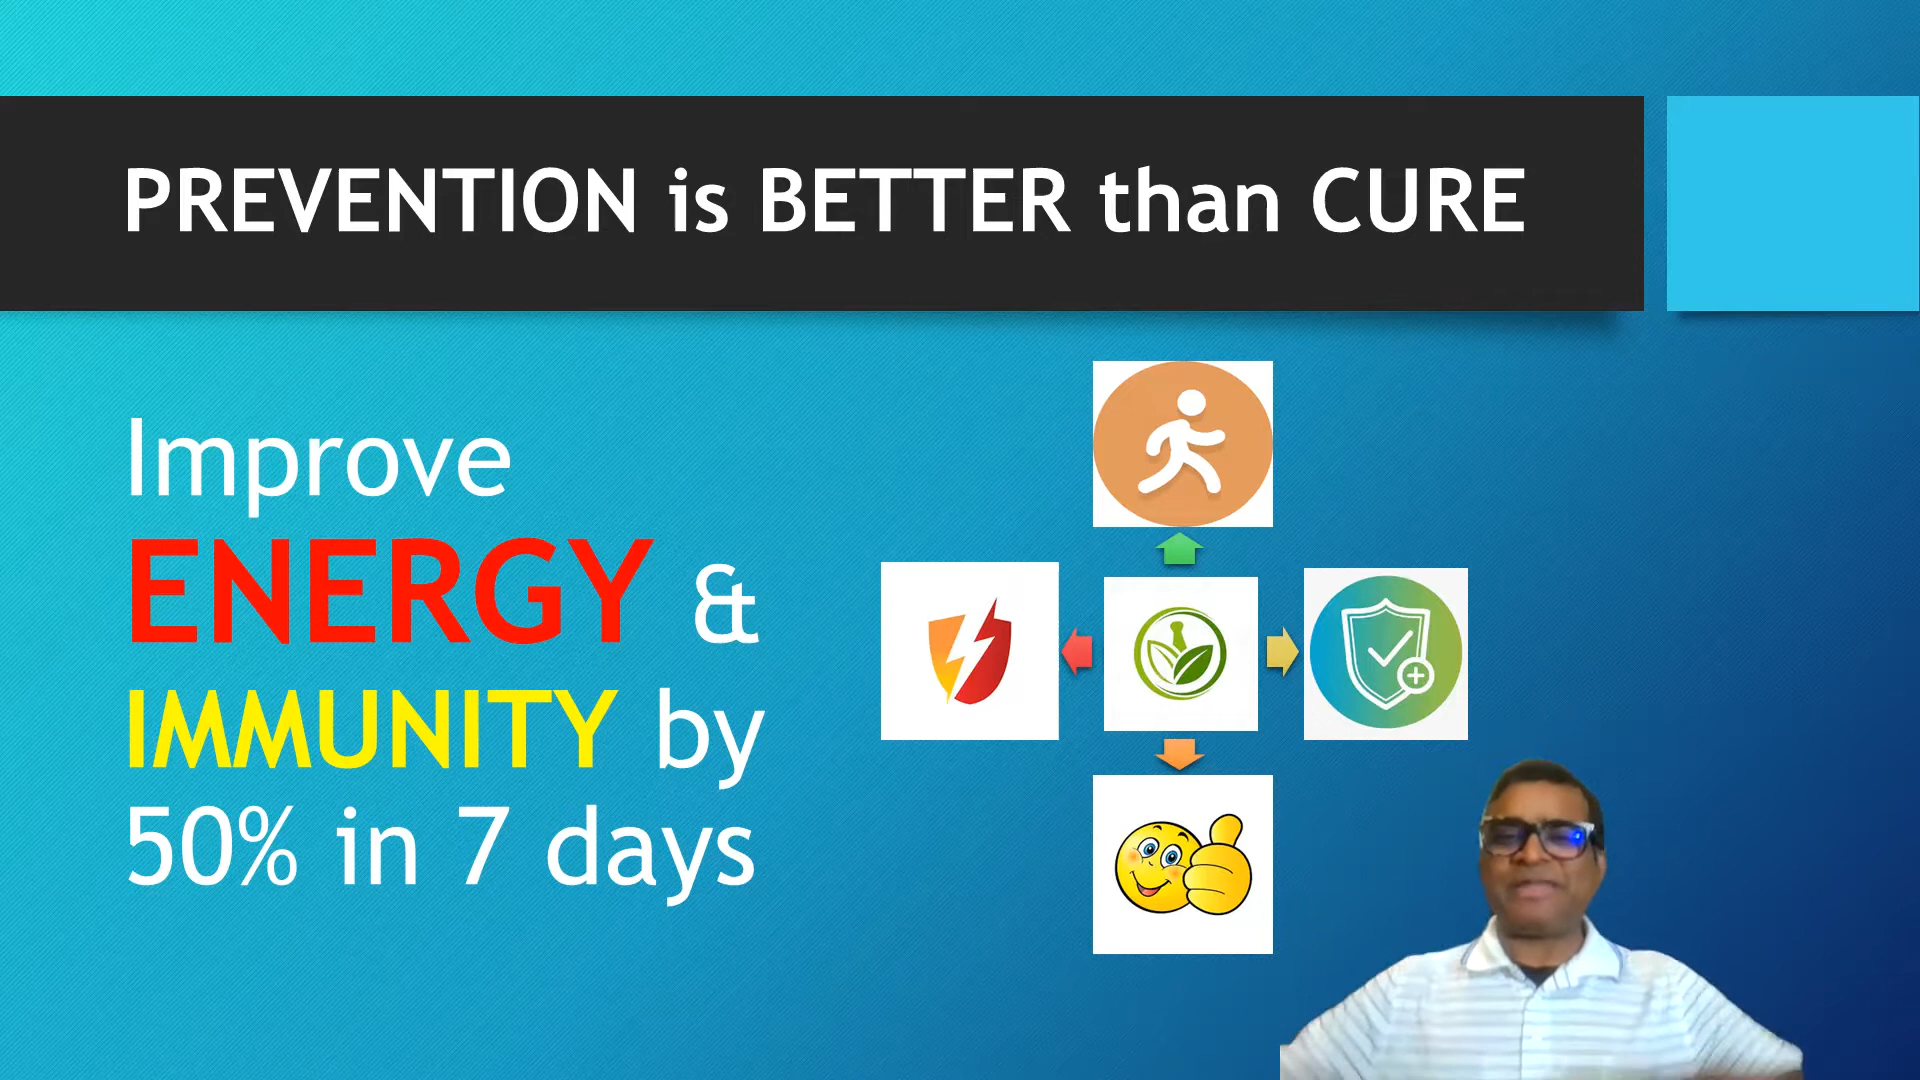 PREVENTION is BETTER than CURE
Improve
ENERGY &
IMMUNITY by
50% in 7 days